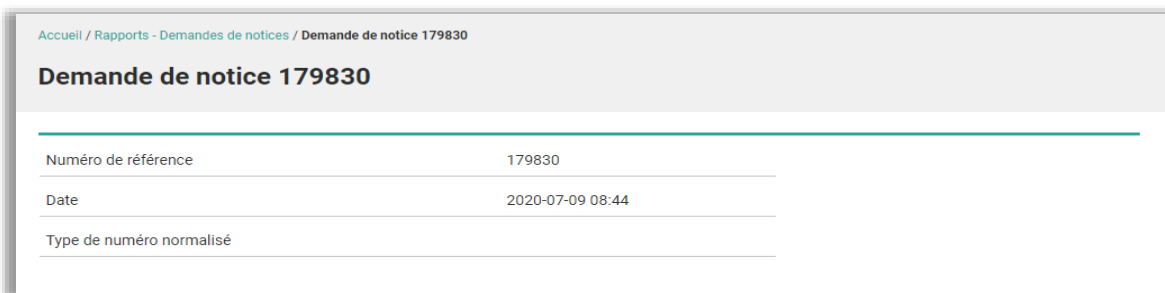 Accueil / Rapports - Demandes de notices / Demande de notice 179830
Demande de notice 179830
Numéro de référence 179830
Date 2020-07-09 08:44
Type de numéro normalisé